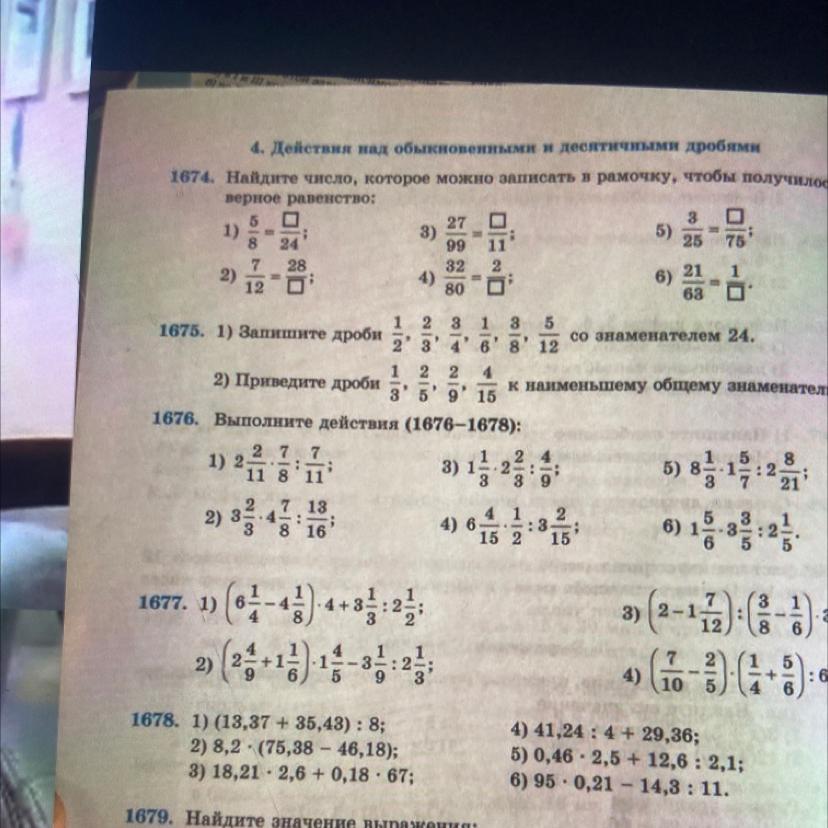 4. Действия над обыкновенными и десятичными дробями
1674. Найдите число, которое можно записать в рамочку, чтобы получилос
верное равенство:
1) 5/8 = □/24; 3) 27/99 = □/11; 5) 3/25 = □/75;
2) 7/12 = 28/□; 4) 32/80 = 2/□; 6) 21/63 = 1/□.
1675. 1) Запишите дроби 1/2, 2/3, 3/4, 1/6, 3/8, 5/12 со знаменателем 24.
2) Приведите дроби 1/3, 2/5, 2/9, 4/15 к наименьшему общему знаменател
1676. Выполните действия (1676–1678):
1) 2 2/11 · 7/8 : 7/11; 3) 1 1/3 · 2 2/3 : 4/9; 5) 8 1/3 · 1 5/7 : 2 8/21;
2) 3 2/3 · 4 7/8 : 13/16; 4) 6 4/15 · 1/2 : 3 2/15; 6) 1 5/6 · 3 3/5 : 2 1/5.
1677. 1) (6 1/4 – 4 1/8) · 4 + 3 1/3 : 2 1/2; 3) (2 – 1 7/12) : (3/8 – 1/6) ·
2) (2 4/9 + 1 1/6) · 1 4/5 – 3 1/9 : 2 1/3; 4) (7/10 – 2/5) · (1/4 + 5/6) : 6
1678. 1) (13,37 + 35,43) : 8; 4) 41,24 : 4 + 29,36;
2) 8,2 · (75,38 – 46,18); 5) 0,46 · 2,5 + 12,6 : 2,1;
3) 18,21 · 2,6 + 0,18 · 67; 6) 95 · 0,21 – 14,3 : 11.
1679. Найдите значение выражения: